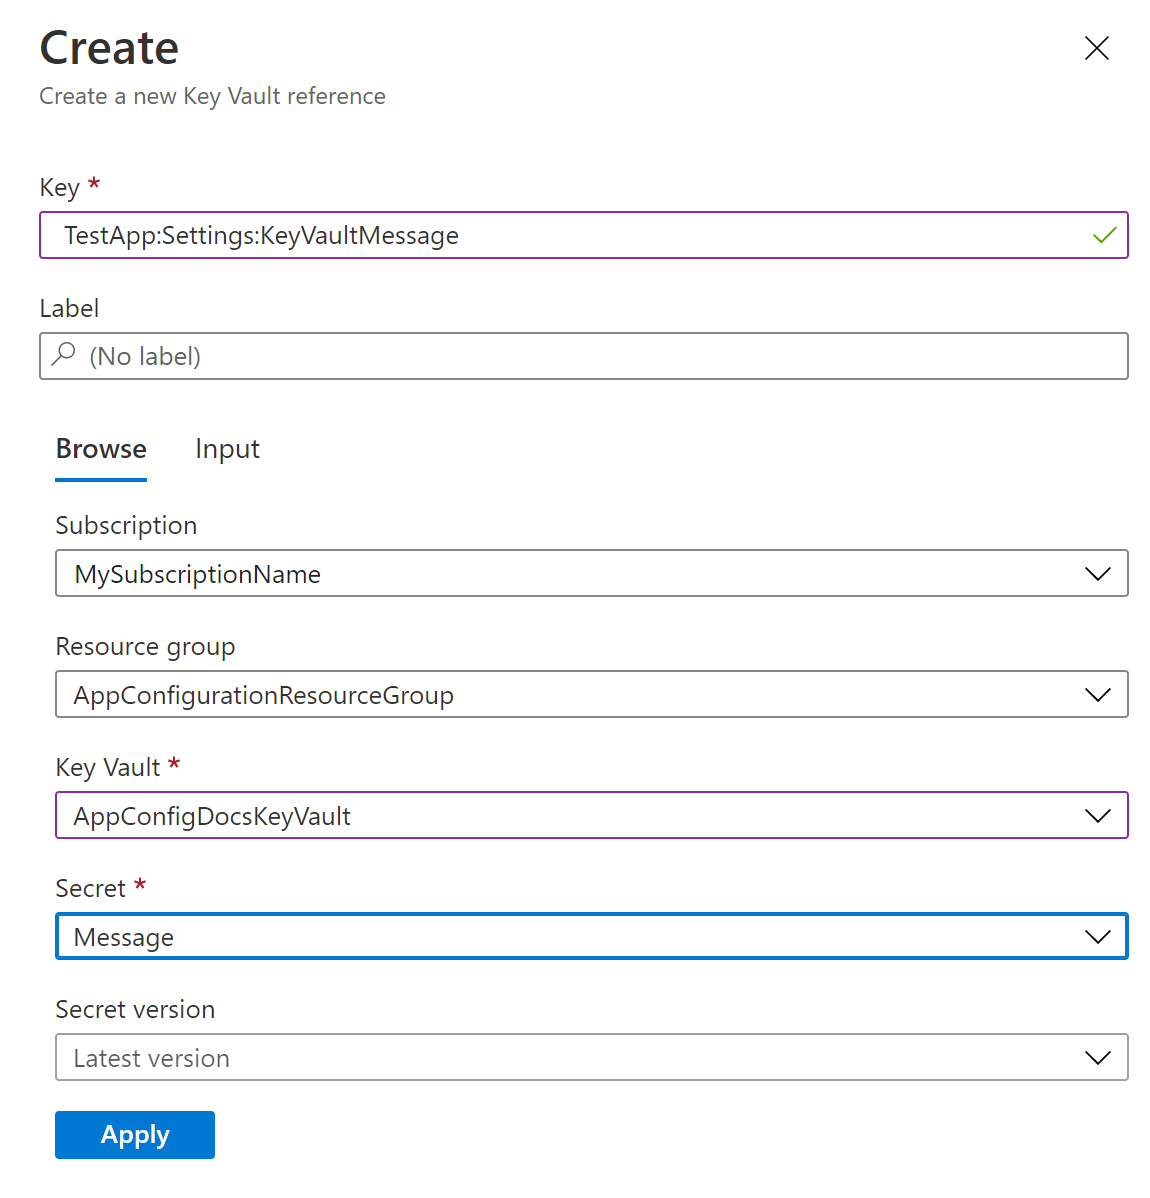 Create
Create a new Key Vault reference
Key *
TestApp:Settings:KeyVaultMessage
Label
(No label)
Browse Input
Subscription
MySubscriptionName
Resource group
AppConfigurationResourceGroup
Key Vault *
AppConfigDocsKeyVault
Secret *
Message
Secret version
Latest version
Apply